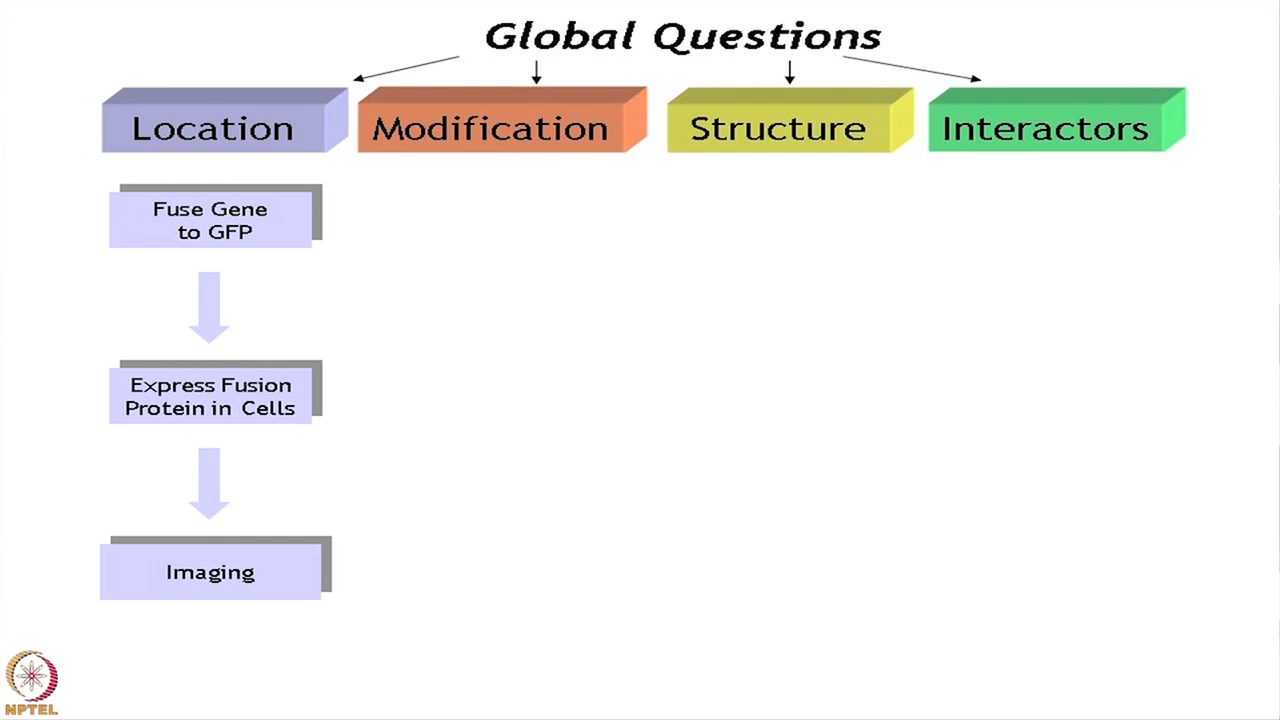 Global Questions
Location
Modification
Structure
Interactors
Fuse Gene
to GFP
Express Fusion
Protein in Cells
Imaging
NPTEL